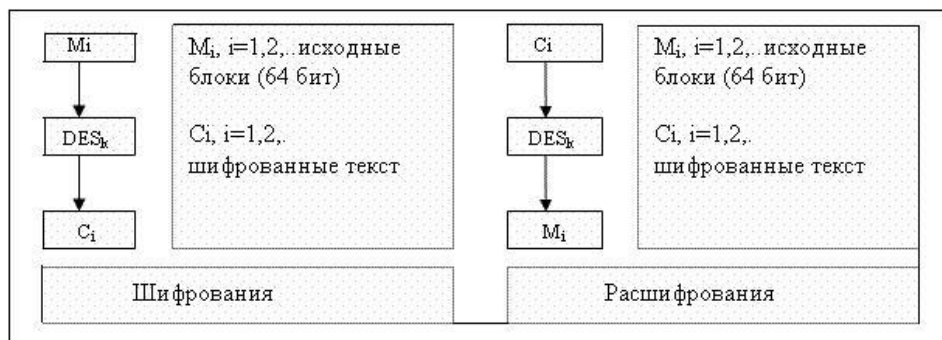 Mi
DESk
Ci
Mi, i=1,2,..исходные
блоки (64 бит)
Ci, i=1,2,.
шифрованные текст
Шифрования
Ci
DESk
Mi
Mi, i=1,2,..исходные
блоки (64 бит)
Ci, i=1,2,.
шифрованные текст
Расшифрования